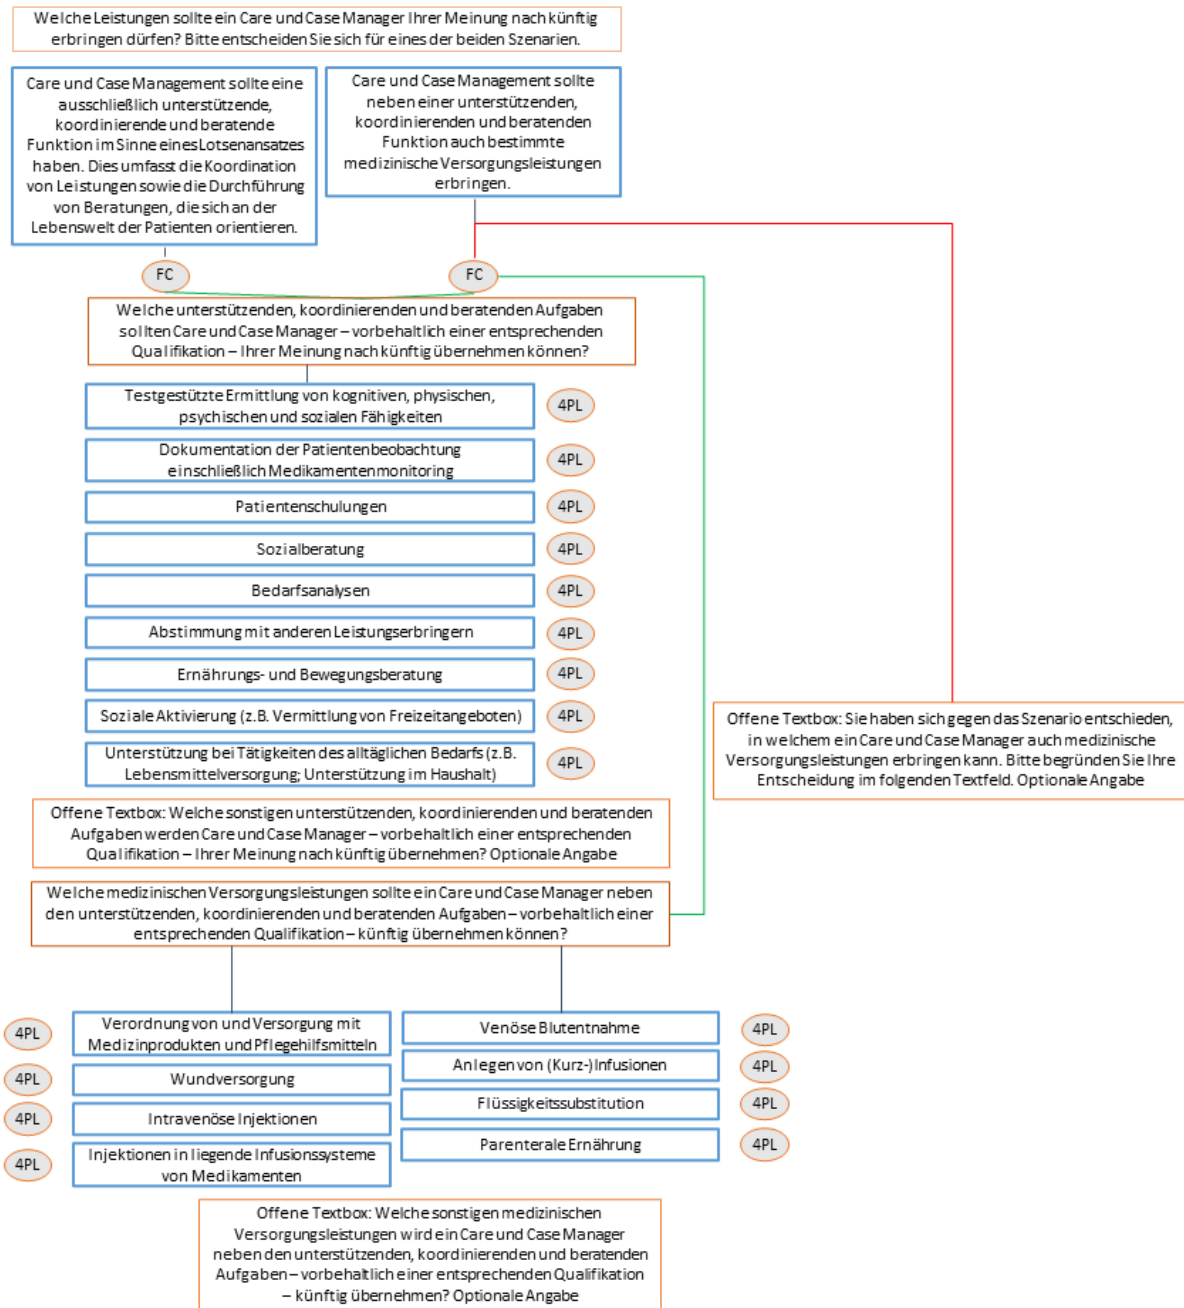 Welche Leistungen sollte ein Care und Case Manager Ihrer Meinung nach künftig
erbringen dürfen? Bitte entscheiden Sie sich für eines der beiden Szenarien.
Care und Case Management sollte eine
ausschließlich unterstützende,
koordinierende und beratende
Funktion im Sinne eines Lotsenansatzes
haben. Dies umfasst die Koordination
von Leistungen sowie die Durchführung
von Beratungen, die sich an der
Lebenswelt der Patienten orientieren.
Care und Case Management sollte
neben einer unterstützenden,
koordinierenden und beratenden
Funktion auch bestimmte
medizinische Versorgungsleistungen
erbringen.
FC
FC
Welche unterstützenden, koordinierenden und beratenden Aufgaben
sollten Care und Case Manager – vorbehaltlich einer entsprechenden
Qualifikation – Ihrer Meinung nach künftig übernehmen können?
Testgestützte Ermittlung von kognitiven, physischen,
psychischen und sozialen Fähigkeiten
4PL
Dokumentation der Patientenbeobachtung
einschließlich Medikamentenmonitoring
4PL
Patientenschulungen
4PL
Sozialberatung
4PL
Bedarfsanalysen
4PL
Abstimmung mit anderen Leistungserbringern
4PL
Ernährungs- und Bewegungsberatung
4PL
Soziale Aktivierung (z.B. Vermittlung von Freizeitangeboten)
4PL
Unterstützung bei Tätigkeiten des alltäglichen Bedarfs (z.B.
Lebensmittelversorgung; Unterstützung im Haushalt)
4PL
Offene Textbox: Sie haben sich gegen das Szenario entschieden,
in welchem ein Care und Case Manager auch medizinische
Versorgungsleistungen erbringen kann. Bitte begründen Sie Ihre
Entscheidung im folgenden Textfeld. Optionale Angabe
Offene Textbox: Welche sonstigen unterstützenden, koordinierenden und beratenden
Aufgaben werden Care und Case Manager – vorbehaltlich einer entsprechenden
Qualifikation – Ihrer Meinung nach künftig übernehmen? Optionale Angabe
Welche medizinischen Versorgungsleistungen sollte ein Care und Case Manager neben
den unterstützenden, koordinierenden und beratenden Aufgaben – vorbehaltlich einer
entsprechenden Qualifikation – künftig übernehmen können?
4PL
Verordnung von und Versorgung mit
Medizinprodukten und Pflegehilfsmitteln
4PL
Wundversorgung
4PL
Intravenöse Injektionen
4PL
Injektionen in liegende Infusionssysteme
von Medikamenten
Venöse Blutentnahme
4PL
Anlegen von (Kurz-)Infusionen
4PL
Flüssigkeitssubstitution
4PL
Parenterale Ernährung
4PL
Offene Textbox: Welche sonstigen medizinischen
Versorgungsleistungen wird ein Care und Case Manager
neben den unterstützenden, koordinierenden und beratenden
Aufgaben – vorbehaltlich einer entsprechenden Qualifikation
– künftig übernehmen? Optionale Angabe